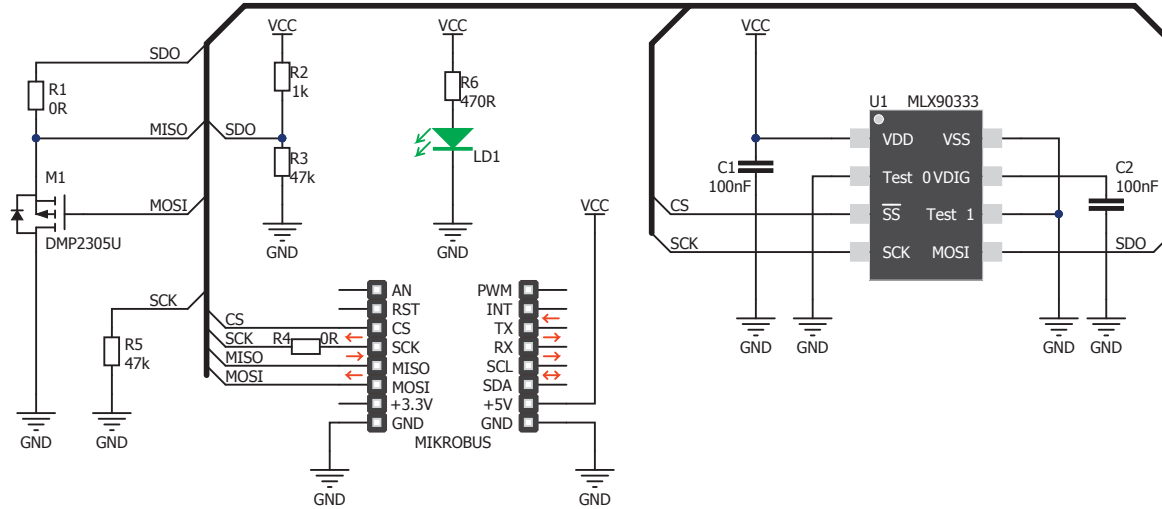 VCC
VCC
VCC
SDO
R1
0R
R2
1k
R6
470R
U1 MLX90333
MISO
SDO
VDD
VSS
R3
47k
LD1
C1
100nF
Test 0
VDIG
C2
100nF
M1
MOSI
DMP2305U
VCC
CS
SS
Test 1
SCK
SCK
MOSI
SDO
GND
GND
AN
PWM
SCK
RST
INT
CS
CS
TX
R5
47k
SCK
R4
0R
SCK
RX
GND
GND
GND
GND
MISO
MISO
SCL
MOSI
MOSI
SDA
+3.3V
+5V
GND
GND
GND
GND
MIKROBUS
GND
GND